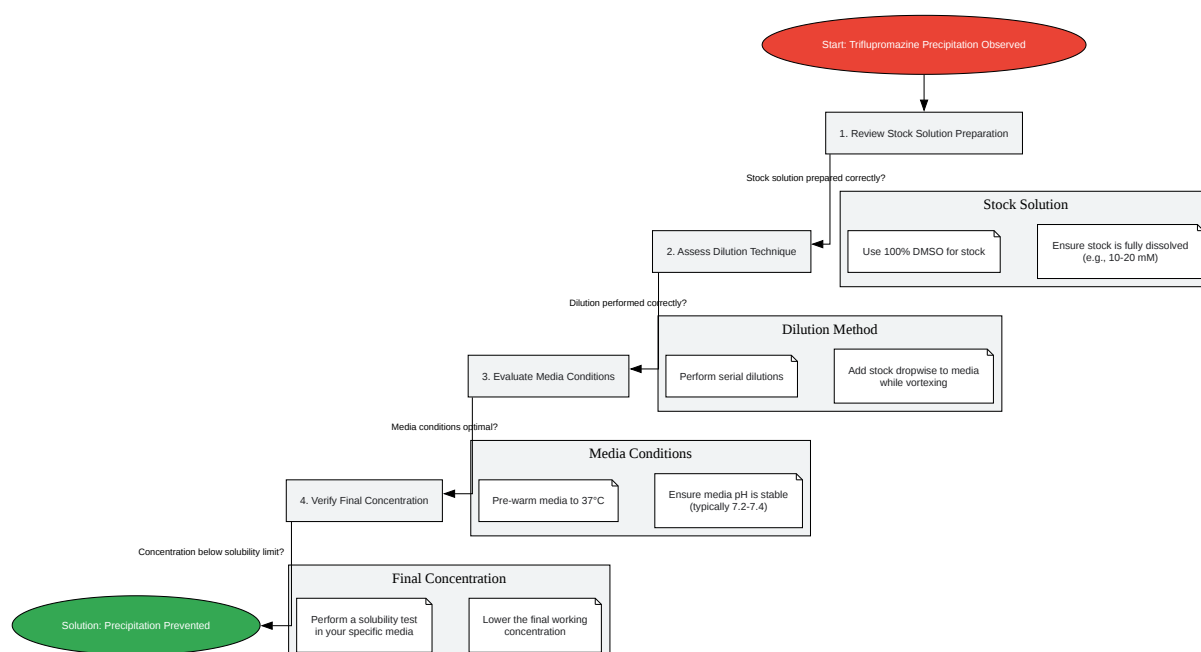 Start: Triflupromazine Precipitation Observed
1. Review Stock Solution Preparation
Stock solution prepared correctly?
Stock Solution
Use 100% DMSO for stock
Ensure stock is fully dissolved
(e.g., 10-20 mM)
2. Assess Dilution Technique
Dilution performed correctly?
Dilution Method
Perform serial dilutions
Add stock dropwise to media
while vortexing
3. Evaluate Media Conditions
Media conditions optimal?
Media Conditions
Pre-warm media to 37°C
Ensure media pH is stable
(typically 7.2-7.4)
4. Verify Final Concentration
Concentration below solubility limit?
Final Concentration
Perform a solubility test
in your specific media
Lower the final working
concentration
Solution: Precipitation Prevented